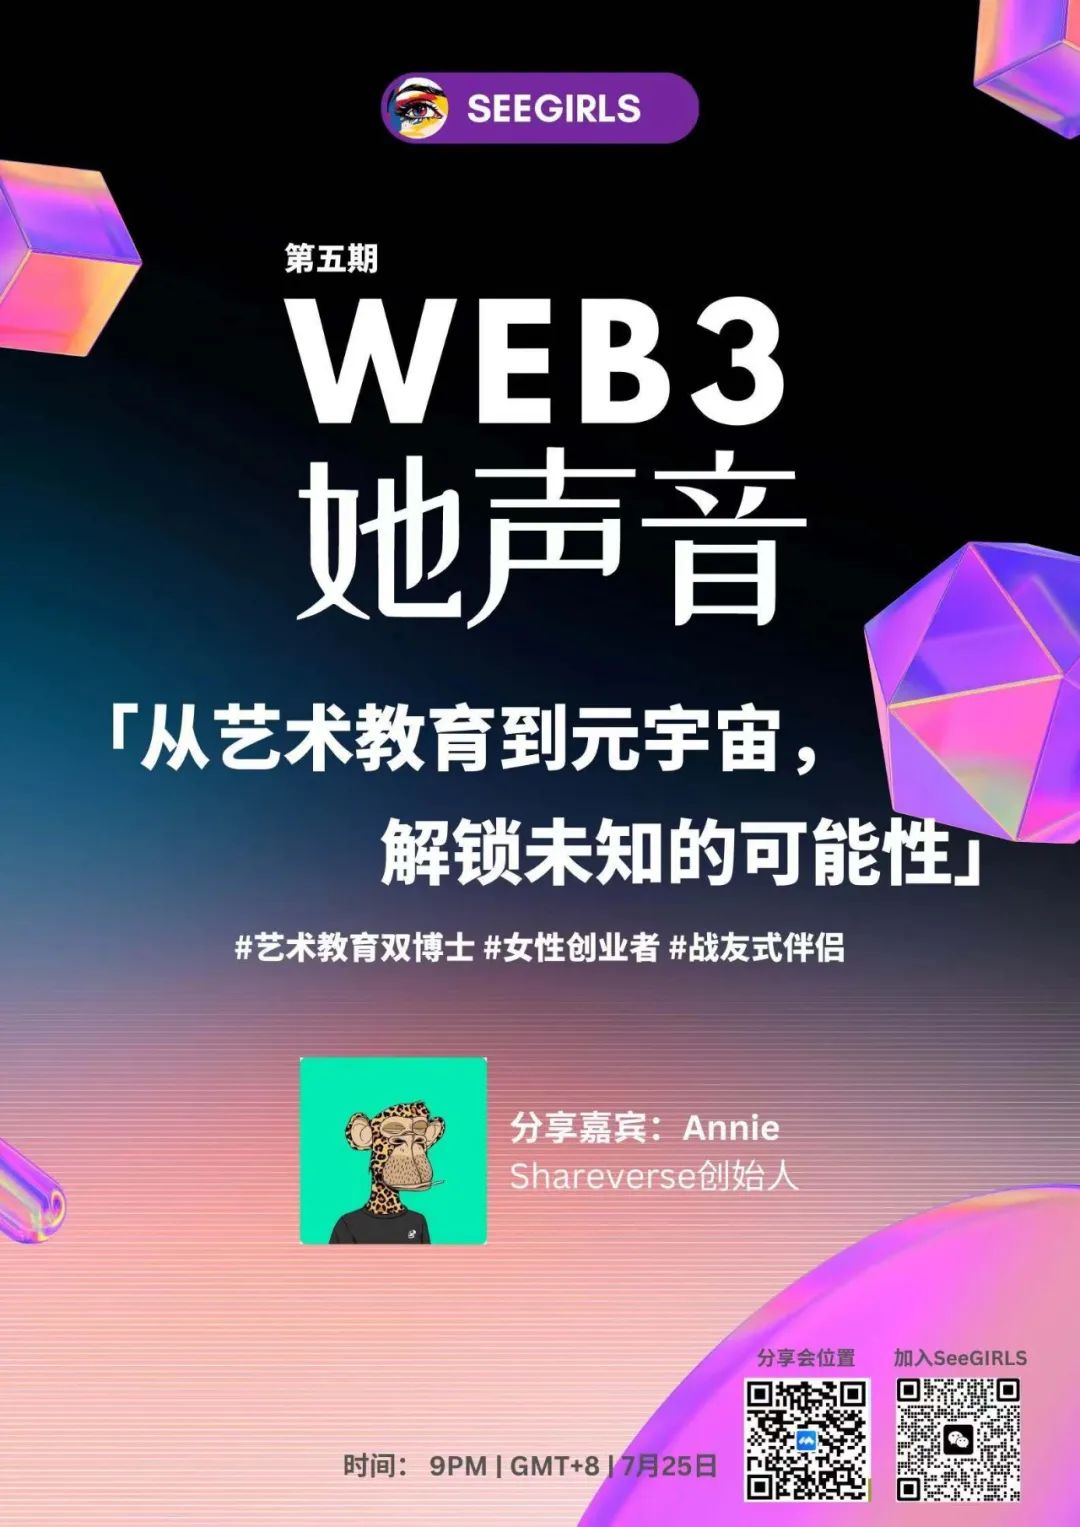 SEEGIRLS
第五期
WEB3
她声音
「从艺术教育到元宇宙，
解锁未知的可能性」
#艺术教育双博士 #女性创业者 #战友式伴侣
分享嘉宾：Annie
Shareverse创始人
分享会位置
加入SeeGIRLS
时间： 9PM | GMT+8 | 7月25日